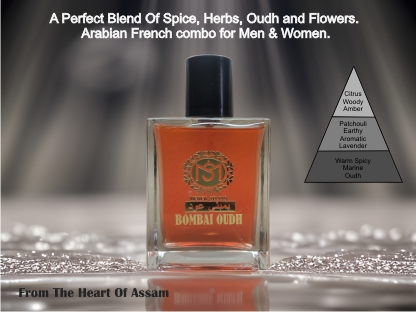 A Perfect Blend Of Spice, Herbs, Oudh and Flowers.
Arabian French combo for Men & Women.
Citrus
Woody
Amber
Patchouli
Earthy
Aromatic
Lavender
Warm Spicy
Marine
Oudh
BOMBAI OUDH
From The Heart Of Assam